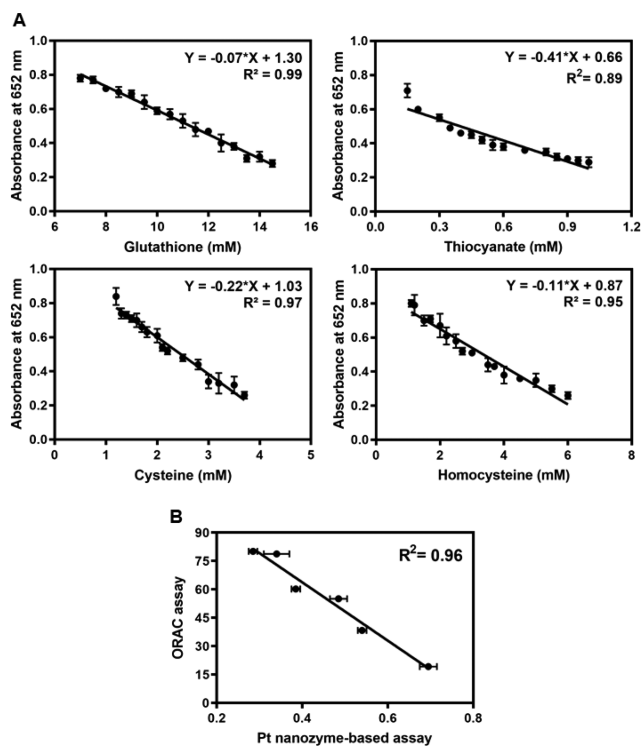 A
Y = -0.07*X + 1.30
R² = 0.99
Absorbance at 652 nm
1.0
0.8
0.6
0.4
0.2
0.0
6 8 10 12 14 16
Glutathione (mM)
Y = -0.41*X + 0.66
R²= 0.89
Absorbance at 652 nm
1.0
0.8
0.6
0.4
0.2
0.0
0.0 0.3 0.6 0.9 1.2
Thiocyanate (mM)
Y = -0.22*X + 1.03
R² = 0.97
Absorbance at 652 nm
1.0
0.8
0.6
0.4
0.2
0.0
0 1 2 3 4 5
Cysteine (mM)
Y = -0.11*X + 0.87
R² = 0.95
Absorbance at 652 nm
1.0
0.8
0.6
0.4
0.2
0.0
0 2 4 6 8
Homocysteine (mM)
B
R²= 0.96
ORAC assay
90
75
60
45
30
15
0.2 0.4 0.6 0.8
Pt nanozyme-based assay